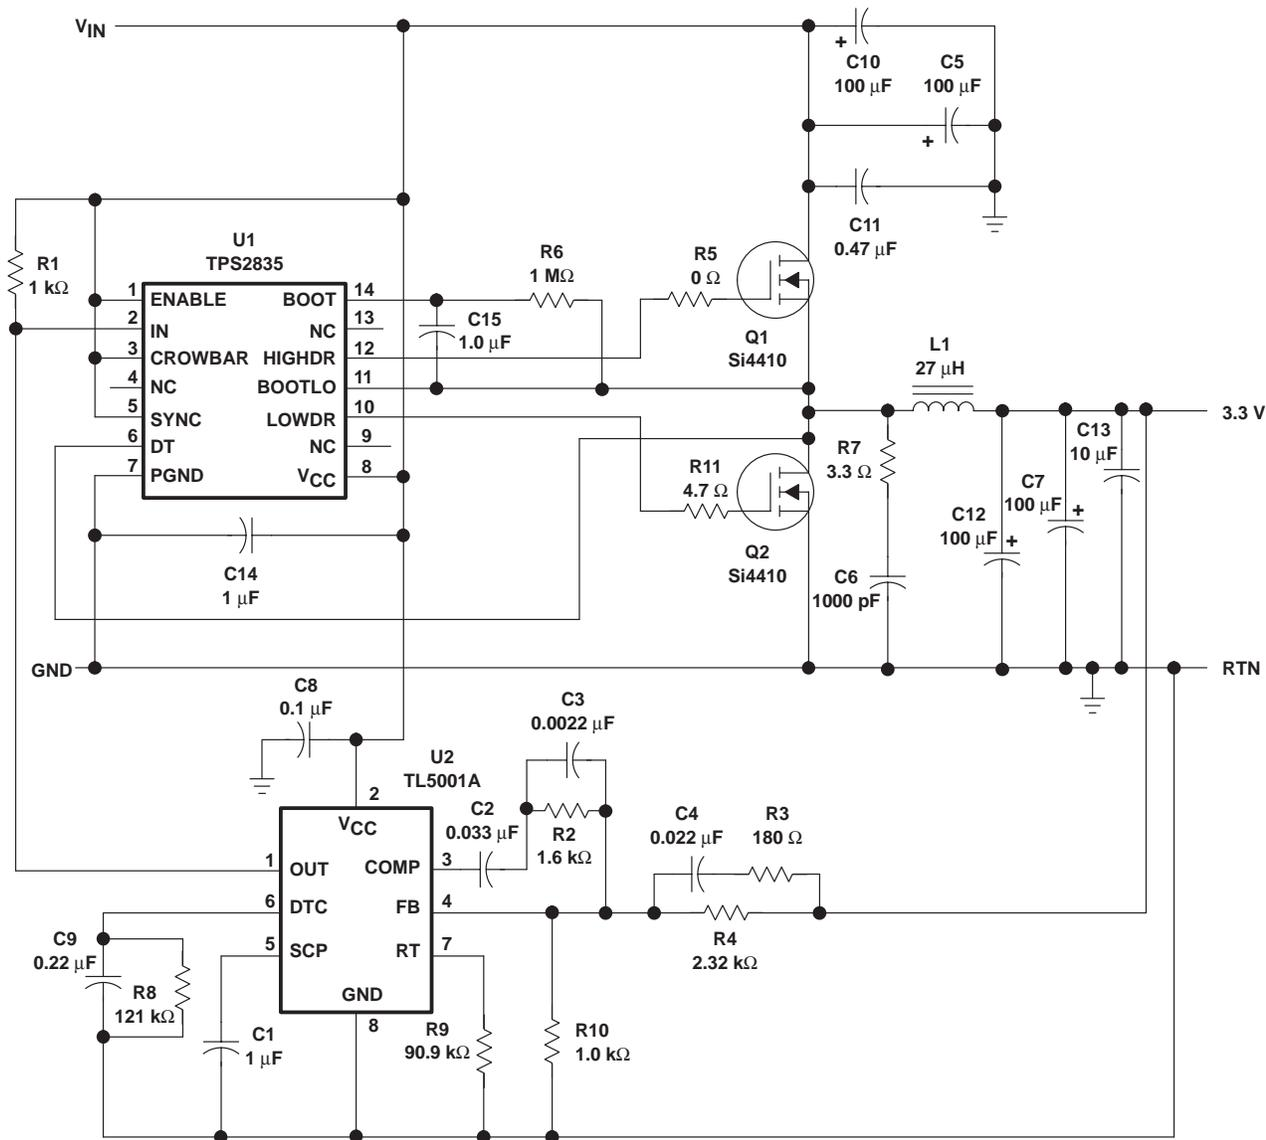 VIN
C10
100 μF
C5
100 μF
+
+
C11
0.47 μF
U1
TPS2835
R1
1 kΩ
R6
1 MΩ
R5
0 Ω
1 ENABLE BOOT 14
2 IN NC 13
3 CROWBAR HIGHDR 12
4 NC BOOTLO 11
5 SYNC LOWDR 10
6 DT NC 9
7 PGND VCC 8
C15
1.0 μF
Q1
Si4410
L1
27 μH
3.3 V
R7
3.3 Ω
C13
10 μF
R11
4.7 Ω
C7
100 μF
+
C12
100 μF
+
Q2
Si4410
C6
1000 pF
C14
1 μF
GND
RTN
C8
0.1 μF
C3
0.0022 μF
U2
TL5001A
2
VCC
C2
0.033 μF
R2
1.6 kΩ
C4
0.022 μF
R3
180 Ω
1 OUT COMP 3
6 DTC FB 4
5 SCP RT 7
GND
8
R4
2.32 kΩ
C9
0.22 μF
R8
121 kΩ
C1
1 μF
R9
90.9 kΩ
R10
1.0 kΩ